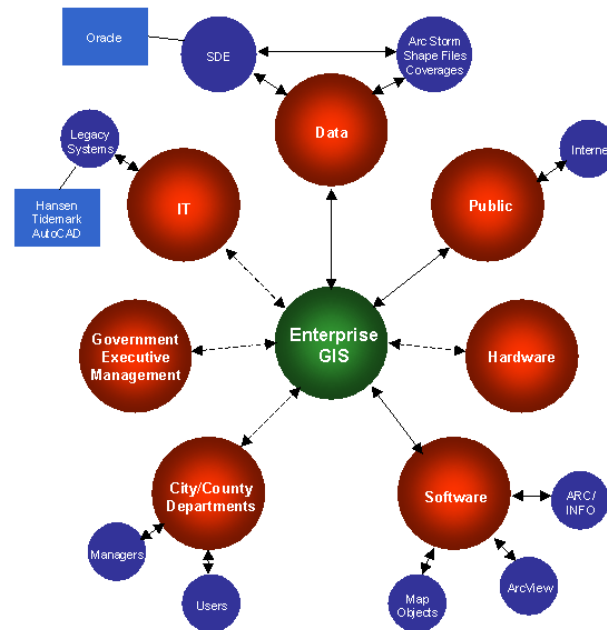 Oracle
SDE
Arc Storm
Shape Files
Coverages
Data
Legacy
Systems
IT
Hansen
Tidemark
AutoCAD
Public
Interne
Enterprise
GIS
Government
Executive
Management
Hardware
City/County
Departments
Managers
Users
Software
ARC/
INFO
ArcView
Map
Objects